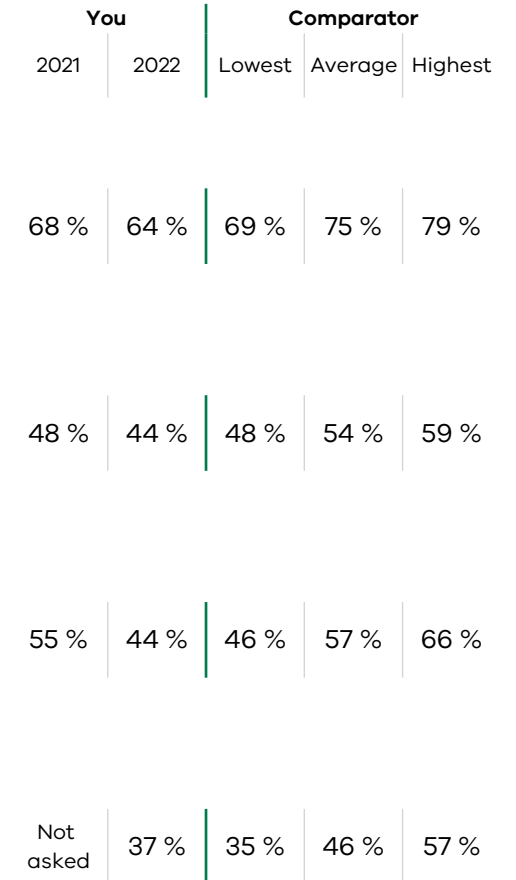 You Comparator
2021 2022 Lowest Average Highest
68 % 64 % 69 % 75 % 79 %
48 % 44 % 48 % 54 % 59 %
55 % 44 % 46 % 57 % 66 %
Not
asked 37 % 35 % 46 % 57 %